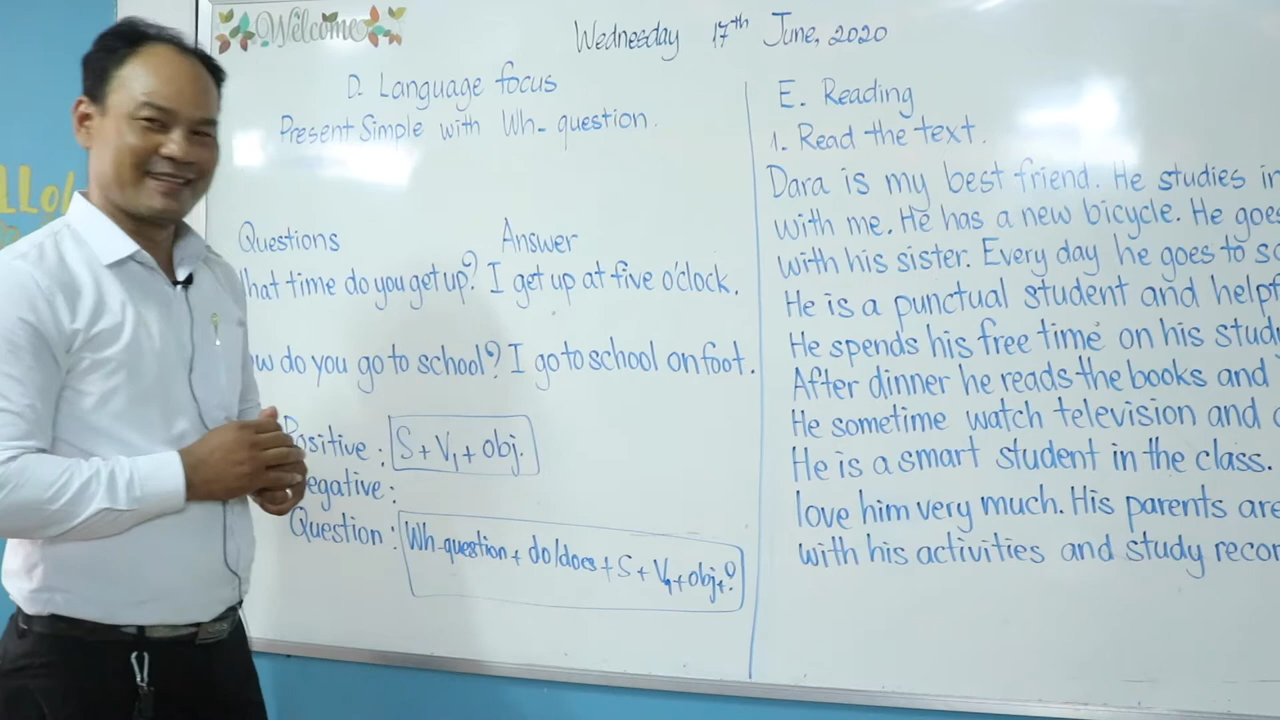 Welcome
Wednesday 17th June, 2020
D. Language focus
Present Simple with Wh- question.
Questions Answer
hat time do you get up? I get up at five o'clock.
w do you go to school? I go to school on foot.
Positive: S + V1 + obj.
egative:
Question: Wh-question + do/does + S + V1 + obj + ?
E. Reading
1. Read the text.
Dara is my best friend. He studies in
with me. He has a new bicycle. He goes
with his sister. Every day he goes to sc
He is a punctual student and helpf
He spends his free time on his studi
After dinner he reads the books and
He sometime watch television and
He is a smart student in the class.
love him very much. His parents are
with his activities and study recor